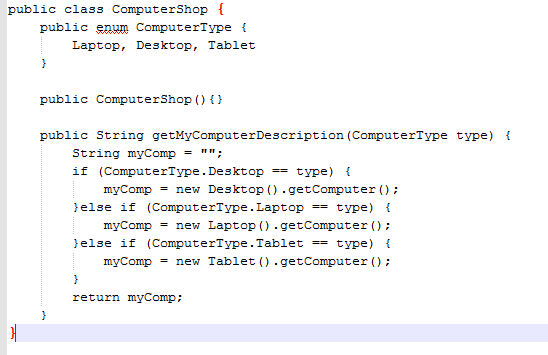 public class ComputerShop {
    public enum ComputerType {
        Laptop, Desktop, Tablet
    }

    public ComputerShop(){}

    public String getMyComputerDescription(ComputerType type) {
        String myComp = "";
        if (ComputerType.Desktop == type) {
            myComp = new Desktop().getComputer();
        }else if (ComputerType.Laptop == type) {
            myComp = new Laptop().getComputer();
        }else if (ComputerType.Tablet == type) {
            myComp = new Tablet().getComputer();
        }
        return myComp;
    }
}